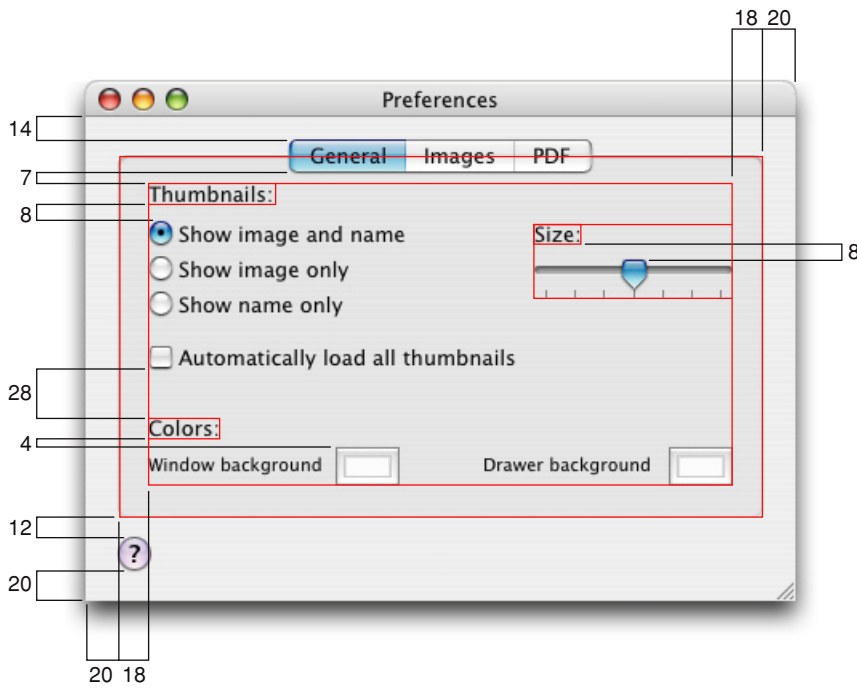 18 20
Preferences
14
General Images PDF
7
Thumbnails:
8
Show image and name
Size:
8
Show image only
Show name only
Automatically load all thumbnails
28
Colors:
4
Window background Drawer background
12
?
20
20 18